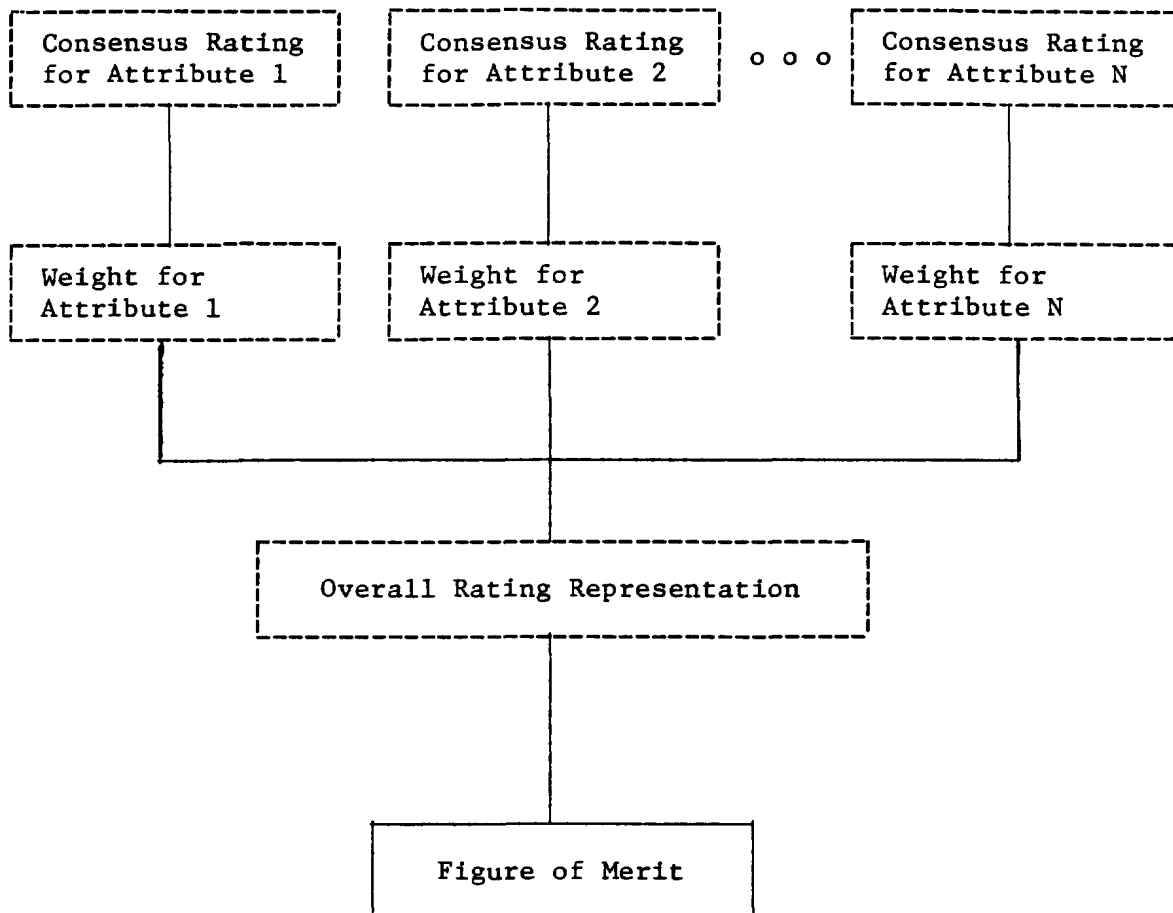 Consensus Rating
for Attribute 1
Consensus Rating
for Attribute 2
o o o
Consensus Rating
for Attribute N
Weight for
Attribute 1
Weight for
Attribute 2
Weight for
Attribute N
Overall Rating Representation
Figure of Merit